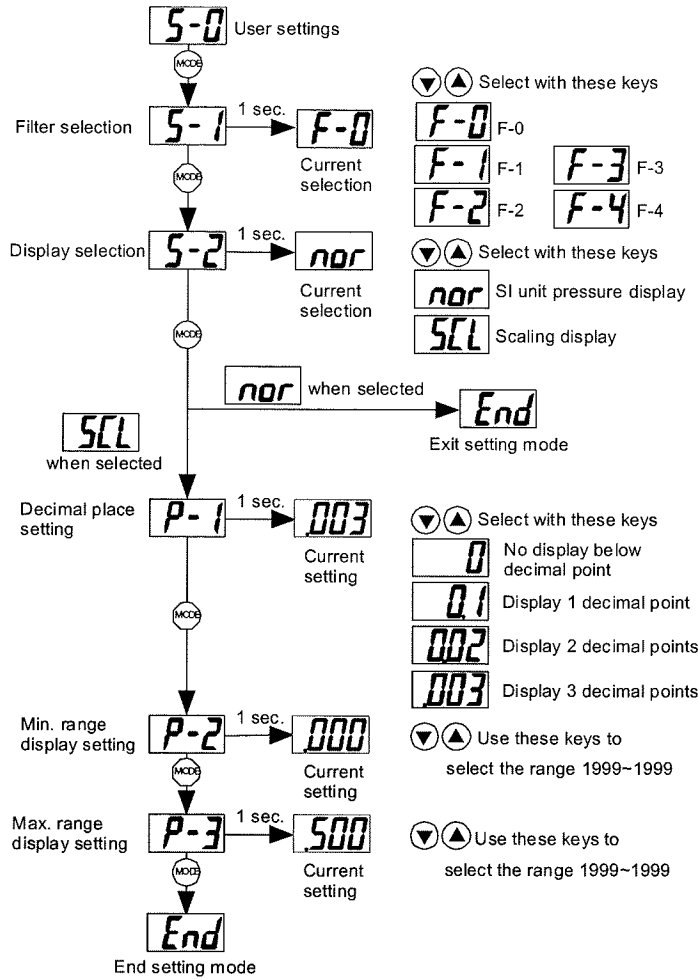 S-0 User settings
MODE
Filter selection S-1 1 sec. F-0
Current
selection
Select with these keys
F-0 F-0
F-1 F-1 F-3 F-3
F-2 F-2 F-4 F-4
MODE
Display selection S-2 1 sec. nor
Current
selection
Select with these keys
nor SI unit pressure display
SCL Scaling display
MODE
nor when selected
End
Exit setting mode
SCL
when selected
Decimal place
setting
P-1 1 sec. .003
Current
setting
Select with these keys
0 No display below
decimal point
0.1 Display 1 decimal point
0.02 Display 2 decimal points
.003 Display 3 decimal points
MODE
Min. range
display setting
P-2 1 sec. .000
Current
setting
Use these keys to
select the range 1999~1999
MODE
Max. range
display setting
P-3 1 sec. .500
Current
setting
Use these keys to
select the range 1999~1999
MODE
End
End setting mode